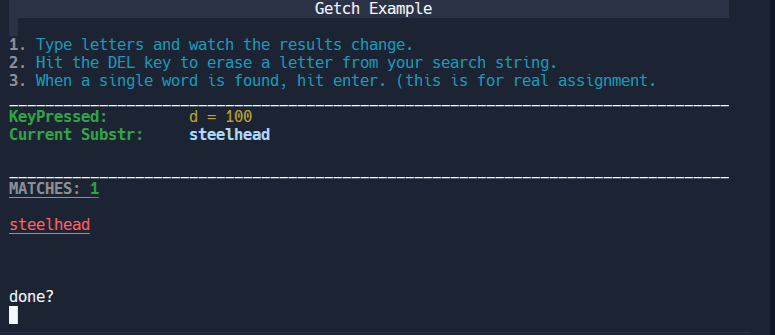 Getch Example
1. Type letters and watch the results change.
2. Hit the DEL key to erase a letter from your search string.
3. When a single word is found, hit enter. (this is for real assignment.
KeyPressed: d = 100
Current Substr: steelhead
MATCHES: 1
steelhead
done?